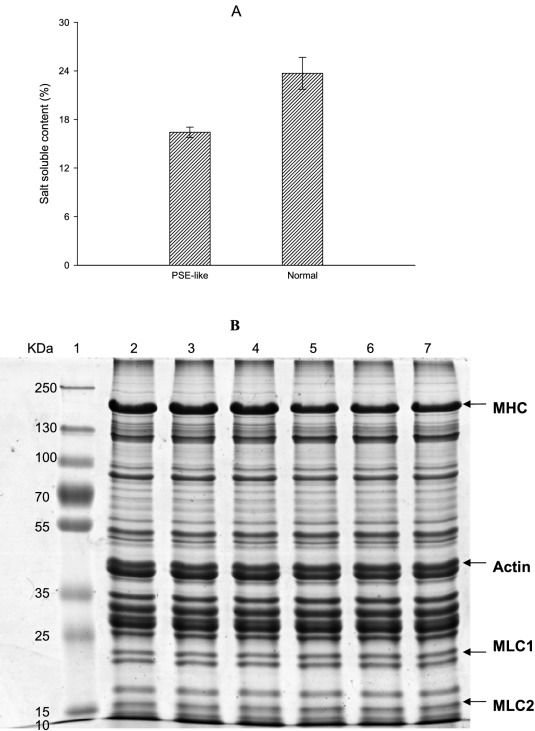 A
30
24
18
12
6
0
Salt soluble content (%)
PSE-like Normal
B
KDa 1 2 3 4 5 6 7
250
MHC
130
100
70
55
Actin
35
25
MLC1
MLC2
15
10